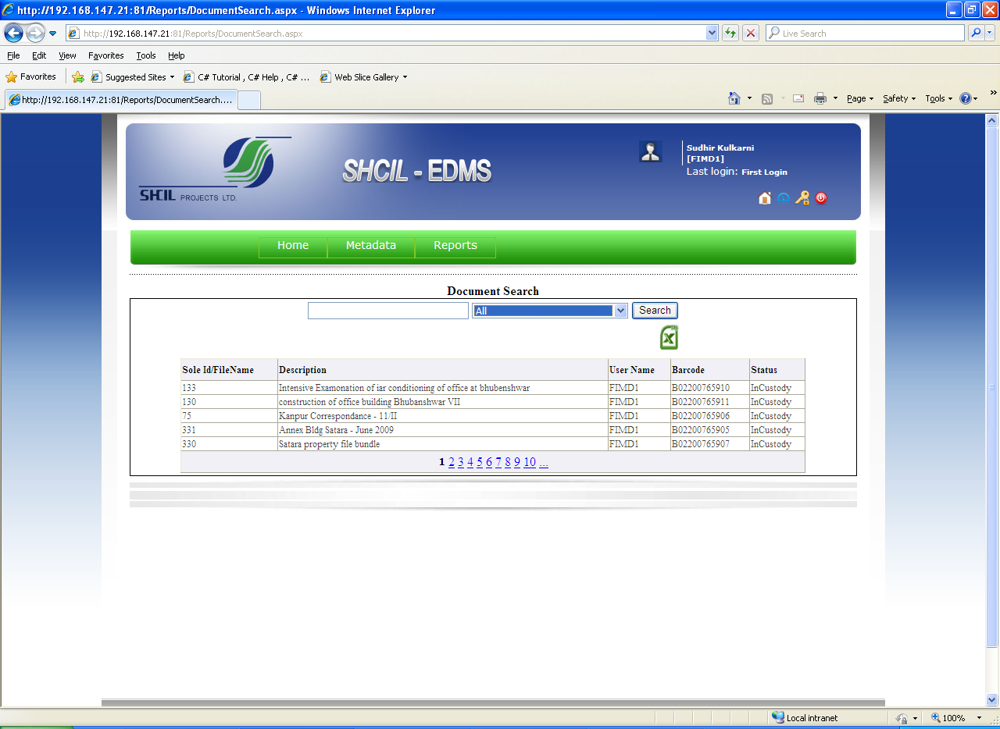 http://192.168.147.21:81/Reports/DocumentSearch.aspx - Windows Internet Explorer
http://192.168.147.21:81/Reports/DocumentSearch.aspx
Live Search
File Edit View Favorites Tools Help
Favorites Suggested Sites C# Tutorial , C# Help , C# ... Web Slice Gallery
http://192.168.147.21:81/Reports/DocumentSearch....
Page Safety Tools
SHCIL PROJECTS LTD.
SHCIL - EDMS
Sudhir Kulkarni
[FIMD1]
Last login: First Login
Home Metadata Reports
Document Search
All Search
Sole Id/FileName Description User Name Barcode Status
133 Intensive Examonation of iar conditioning of office at bhubenshwar FIMD1 B02200765910 InCustody
130 construction of office building Bhubanshwar VII FIMD1 B02200765911 InCustody
75 Kanpur Correspondance - 11/II FIMD1 B02200765906 InCustody
331 Annex Bldg Satara - June 2009 FIMD1 B02200765905 InCustody
330 Satara property file bundle FIMD1 B02200765907 InCustody
1 2 3 4 5 6 7 8 9 10 ...
Local intranet 100%